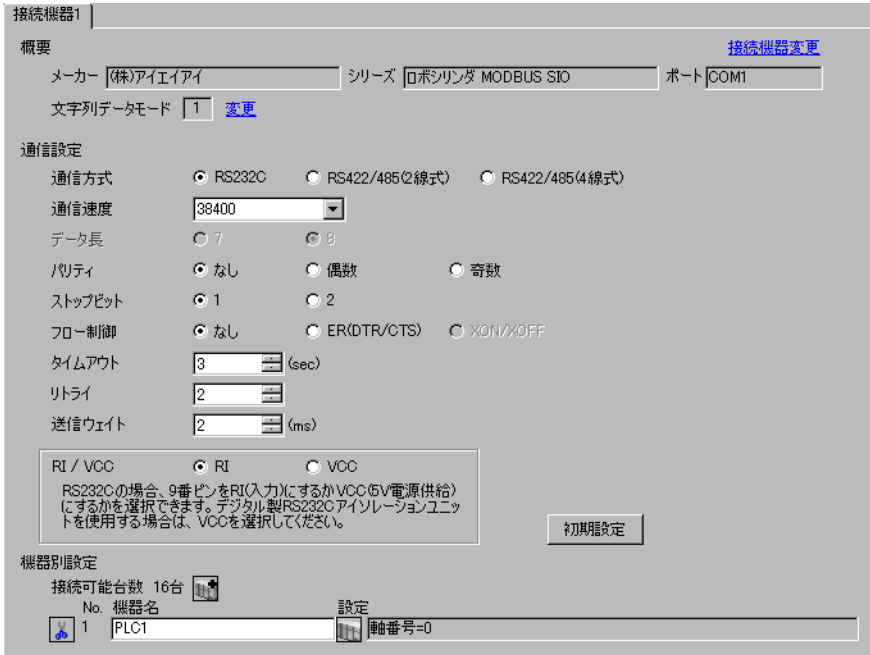 接続機器1
概要 接続機器変更
メーカー (株)アイエイアイ シリーズ ロボシリンダ MODBUS SIO ポート COM1
文字列データモード 1 変更
通信設定
通信方式 RS232C RS422/485(2線式) RS422/485(4線式)
通信速度 38400
データ長 7 8
パリティ なし 偶数 奇数
ストップビット 1 2
フロー制御 なし ER(DTR/CTS) XON/XOFF
タイムアウト 3 (sec)
リトライ 2
送信ウェイト 2 (ms)
RI / VCC RI VCC
RS232Cの場合、9番ピンをRI(入力)にするかVCC(5V電源供給)
にするかを選択できます。デジタル製RS232Cアイソレーションユニッ
トを使用する場合は、VCCを選択してください。
初期設定
機器別設定
接続可能台数 16台
No. 機器名 設定
1 PLC1 軸番号=0